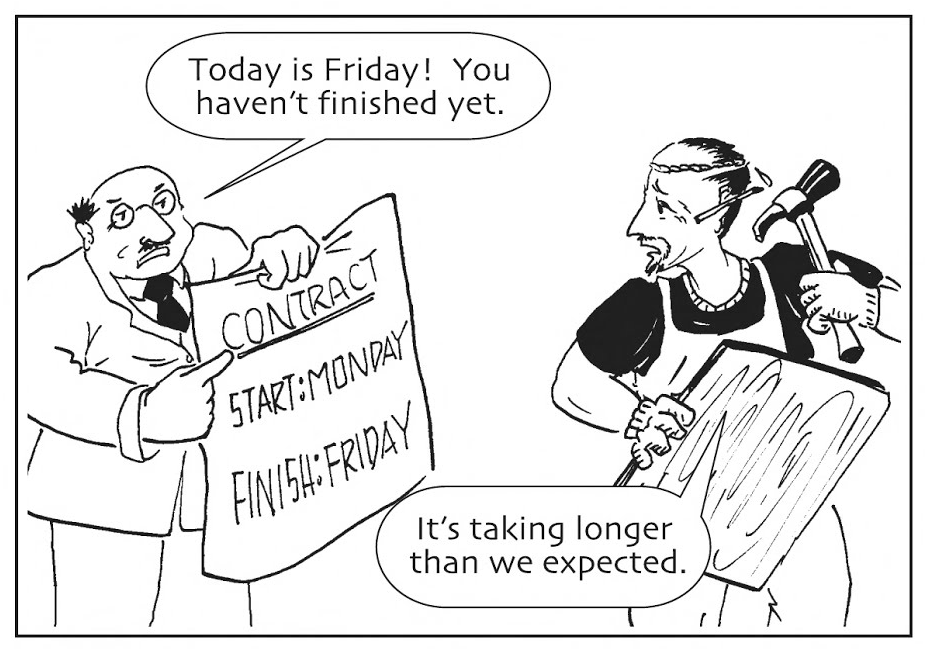 Today is Friday! You
haven't finished yet.
CONTRACT
START: MONDAY
FINISH: FRIDAY
It's taking longer
than we expected.